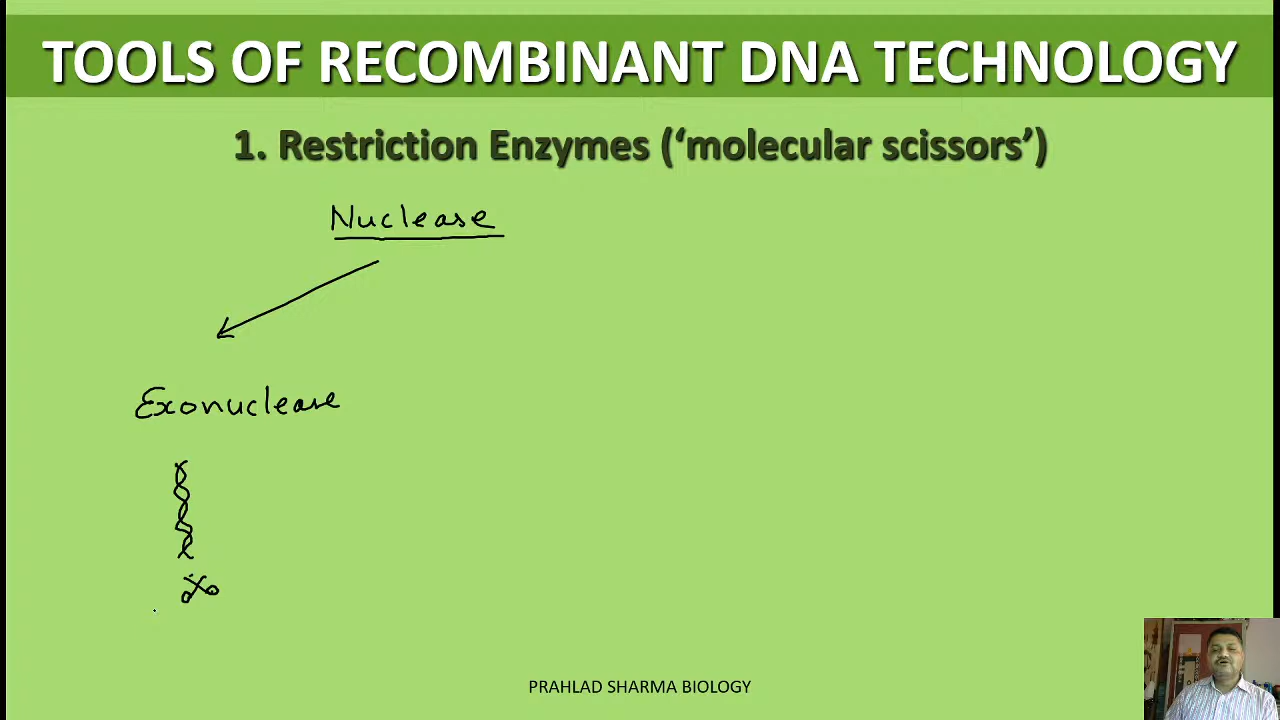 TOOLS OF RECOMBINANT DNA TECHNOLOGY
1. Restriction Enzymes (‘molecular scissors’)
Nuclease
Exonuclease
PRAHLAD SHARMA BIOLOGY